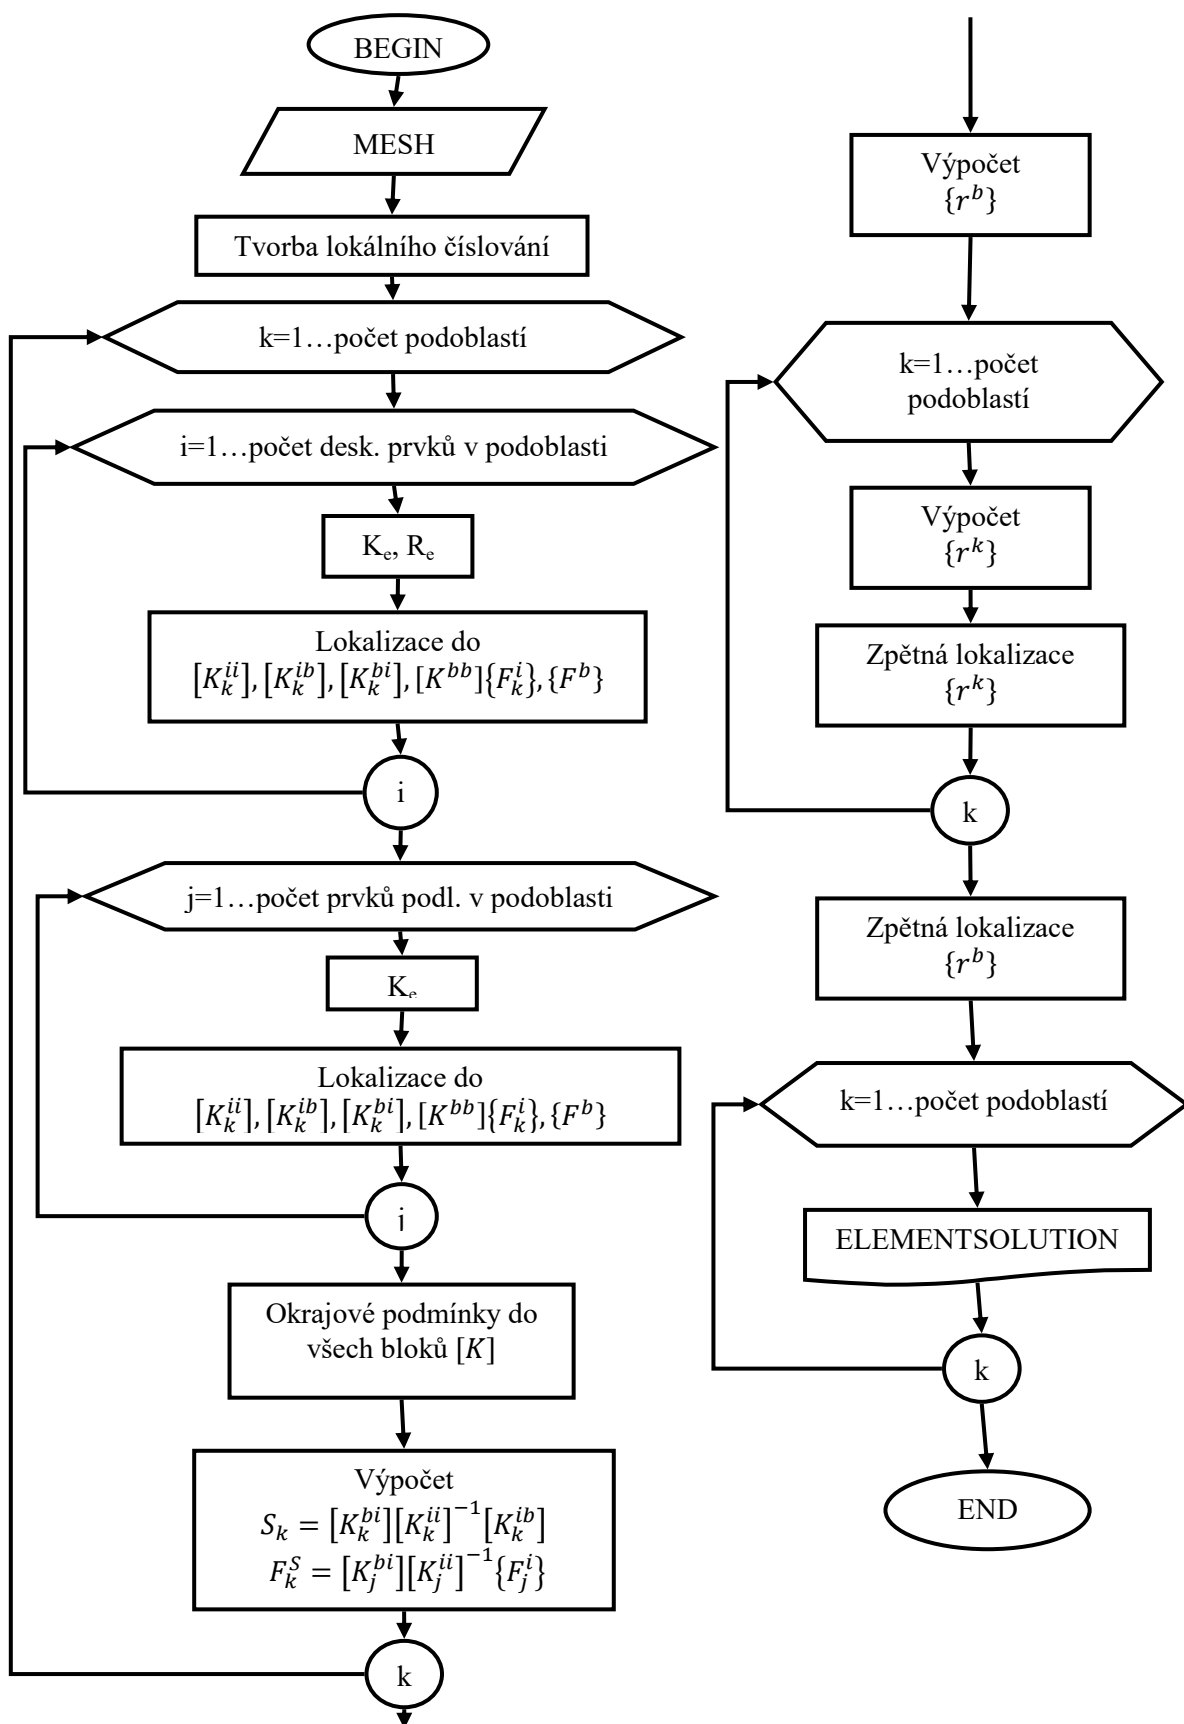 BEGIN
MESH
Tvorba lokálního číslování
k=1…počet podoblastí
i=1…počet desk. prvků v podoblasti
Kₑ, Rₑ
Lokalizace do
$[K_k^{ii}], [K_k^{ib}], [K_k^{bi}], [K^{bb}]\{F_k^i\}, \{F^b\}$
i
j=1…počet prvků podl. v podoblasti
Kₑ
Lokalizace do
$[K_k^{ii}], [K_k^{ib}], [K_k^{bi}], [K^{bb}]\{F_k^i\}, \{F^b\}$
j
Okrajové podmínky do
všech bloků $[K]$
Výpočet
$S_k = [K_k^{bi}][K_k^{ii}]^{-1}[K_k^{ib}]$
$F_k^S = [K_j^{bi}][K_j^{ii}]^{-1}\{F_j^i\}$
k
Výpočet
$\{r^b\}$
k=1…počet
podoblastí
Výpočet
$\{r^k\}$
Zpětná lokalizace
$\{r^k\}$
k
Zpětná lokalizace
$\{r^b\}$
k=1…počet podoblastí
ELEMENTSOLUTION
k
END